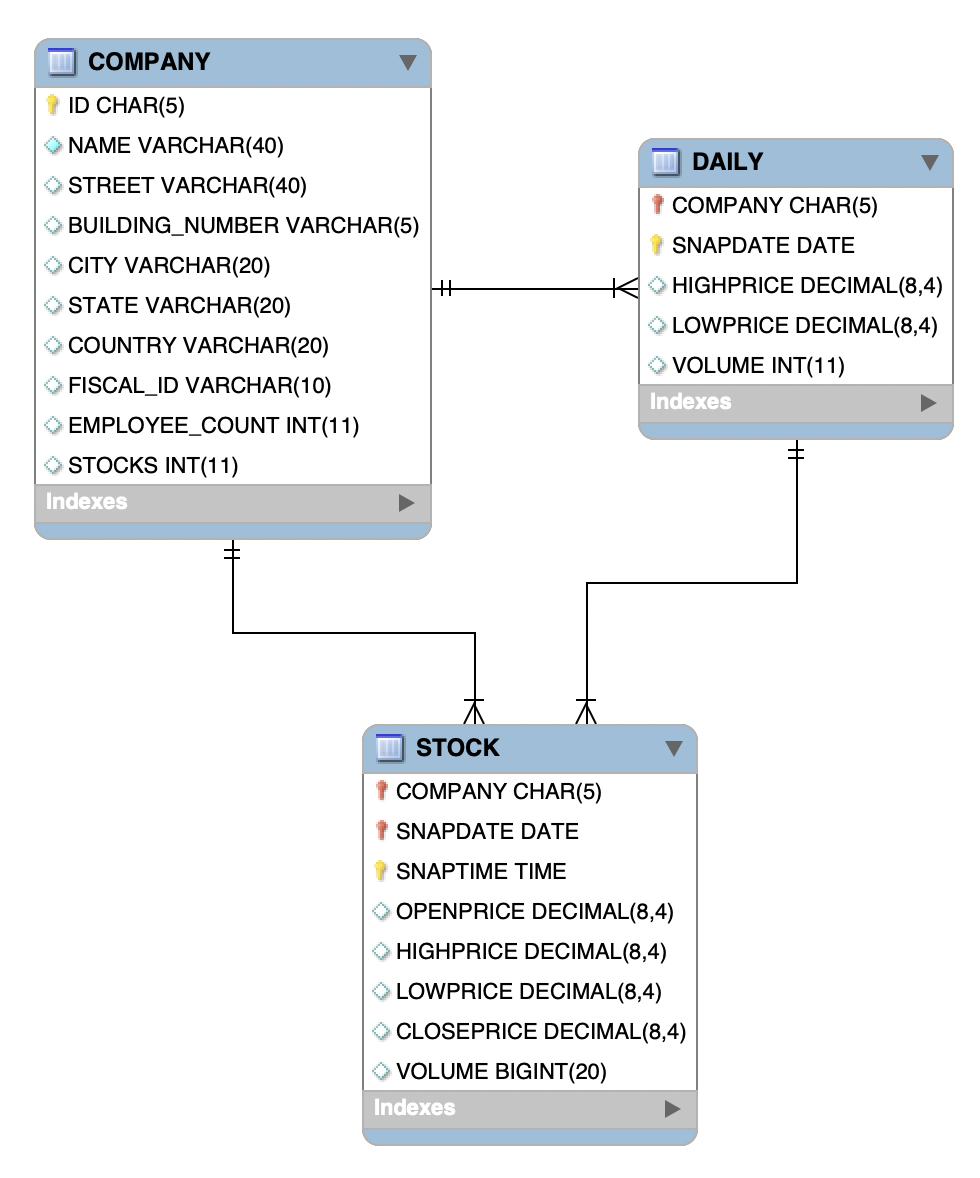 COMPANY
ID CHAR(5)
NAME VARCHAR(40)
STREET VARCHAR(40)
BUILDING_NUMBER VARCHAR(5)
CITY VARCHAR(20)
STATE VARCHAR(20)
COUNTRY VARCHAR(20)
FISCAL_ID VARCHAR(10)
EMPLOYEE_COUNT INT(11)
STOCKS INT(11)
Indexes
DAILY
COMPANY CHAR(5)
SNAPDATE DATE
HIGHPRICE DECIMAL(8,4)
LOWPRICE DECIMAL(8,4)
VOLUME INT(11)
Indexes
STOCK
COMPANY CHAR(5)
SNAPDATE DATE
SNAPTIME TIME
OPENPRICE DECIMAL(8,4)
HIGHPRICE DECIMAL(8,4)
LOWPRICE DECIMAL(8,4)
CLOSEPRICE DECIMAL(8,4)
VOLUME BIGINT(20)
Indexes